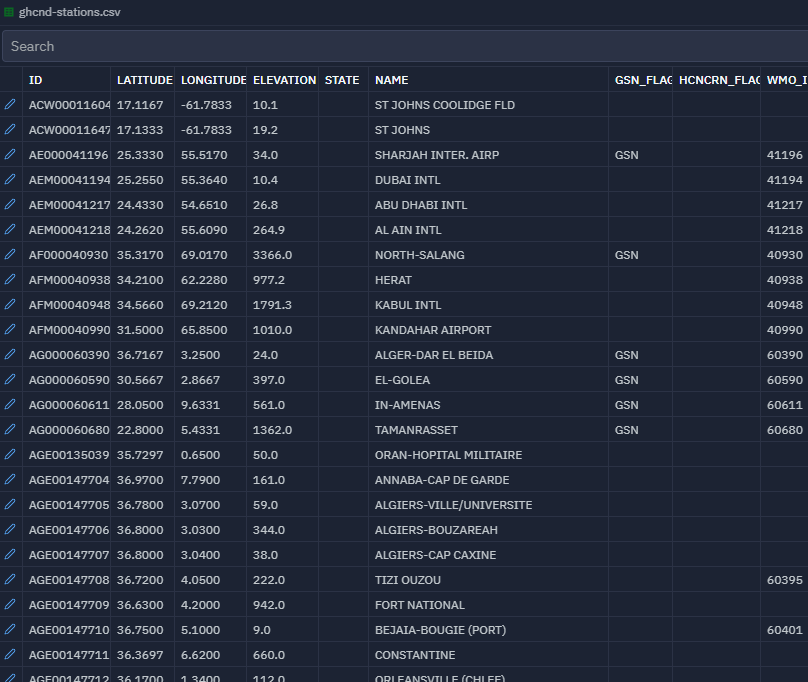 ghcnd-stations.csv
Search
ID LATITUDE LONGITUDE ELEVATION STATE NAME GSN_FLAG HCNCRN_FLAG WMO_I
ACW00011604 17.1167 -61.7833 10.1 ST JOHNS COOLIDGE FLD
ACW00011647 17.1333 -61.7833 19.2 ST JOHNS
AE000041196 25.3330 55.5170 34.0 SHARJAH INTER. AIRP GSN 41196
AEM00041194 25.2550 55.3640 10.4 DUBAI INTL 41194
AEM00041217 24.4330 54.6510 26.8 ABU DHABI INTL 41217
AEM00041218 24.2620 55.6090 264.9 AL AIN INTL 41218
AF000040930 35.3170 69.0170 3366.0 NORTH-SALANG GSN 40930
AFM00040938 34.2100 62.2280 977.2 HERAT 40938
AFM00040948 34.5660 69.2120 1791.3 KABUL INTL 40948
AFM00040990 31.5000 65.8500 1010.0 KANDAHAR AIRPORT 40990
AG000060390 36.7167 3.2500 24.0 ALGER-DAR EL BEIDA GSN 60390
AG000060590 30.5667 2.8667 397.0 EL-GOLEA GSN 60590
AG000060611 28.0500 9.6331 561.0 IN-AMENAS GSN 60611
AG000060680 22.8000 5.4331 1362.0 TAMANRASSET GSN 60680
AGE00135039 35.7297 0.6500 50.0 ORAN-HOPITAL MILITAIRE
AGE00147704 36.9700 7.7900 161.0 ANNABA-CAP DE GARDE
AGE00147705 36.7800 3.0700 59.0 ALGIERS-VILLE/UNIVERSITE
AGE00147706 36.8000 3.0300 344.0 ALGIERS-BOUZAREAH
AGE00147707 36.8000 3.0400 38.0 ALGIERS-CAP CAXINE
AGE00147708 36.7200 4.0500 222.0 TIZI OUZOU 60395
AGE00147709 36.6300 4.2000 942.0 FORT NATIONAL
AGE00147710 36.7500 5.1000 9.0 BEJAIA-BOUGIE (PORT) 60401
AGE00147711 36.3697 6.6200 660.0 CONSTANTINE
AGE00147712 36.1700 1.3400 112.0 ORLEANSVILLE (CHLEF)